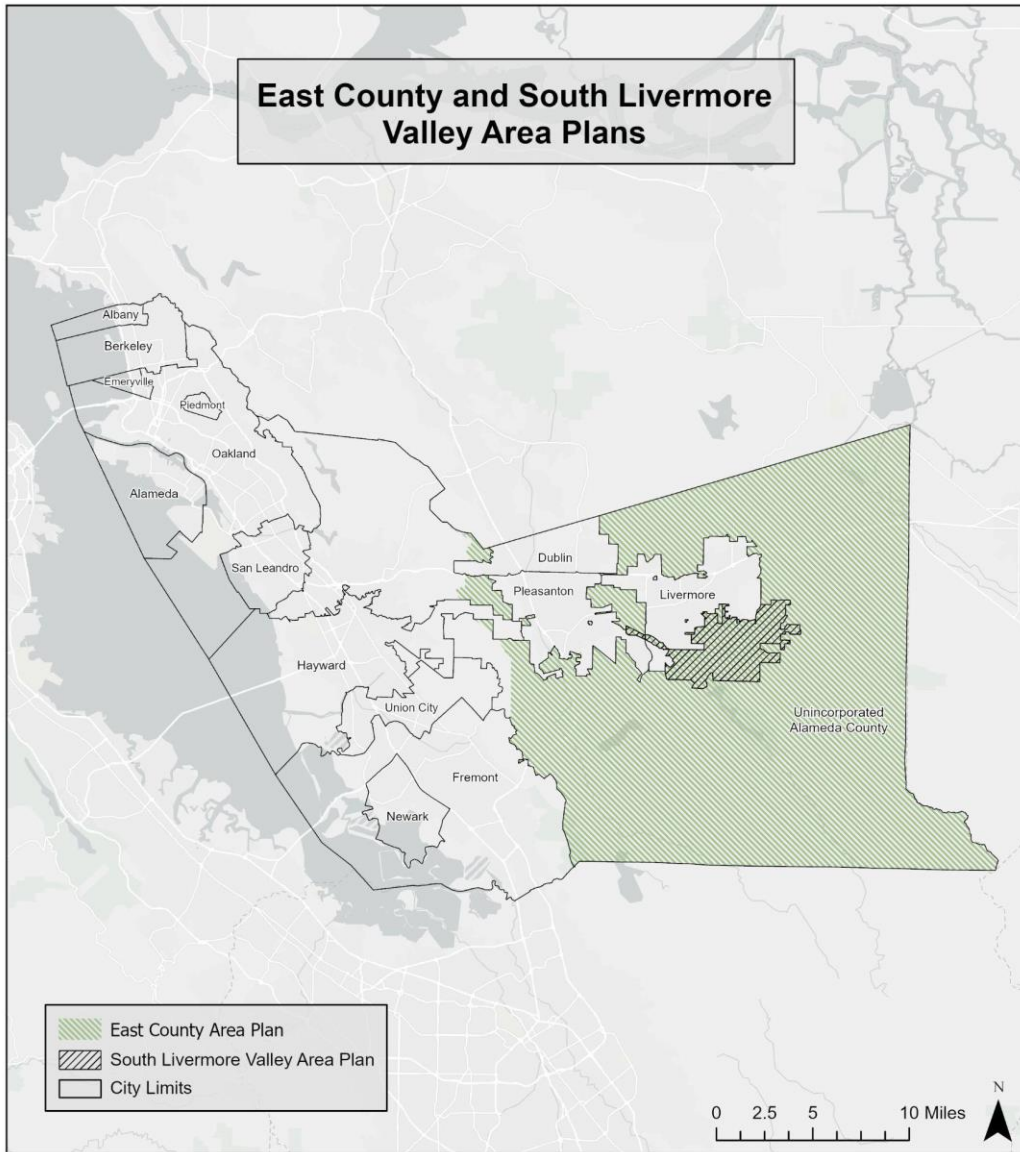 East County and South Livermore
Valley Area Plans
Albany
Berkeley
Emeryville
Piedmont
Oakland
Alameda
San Leandro
Dublin
Pleasanton
Livermore
Hayward
Union City
Unincorporated
Alameda County
Fremont
Newark
East County Area Plan
South Livermore Valley Area Plan
City Limits
0 2.5 5 10 Miles
N